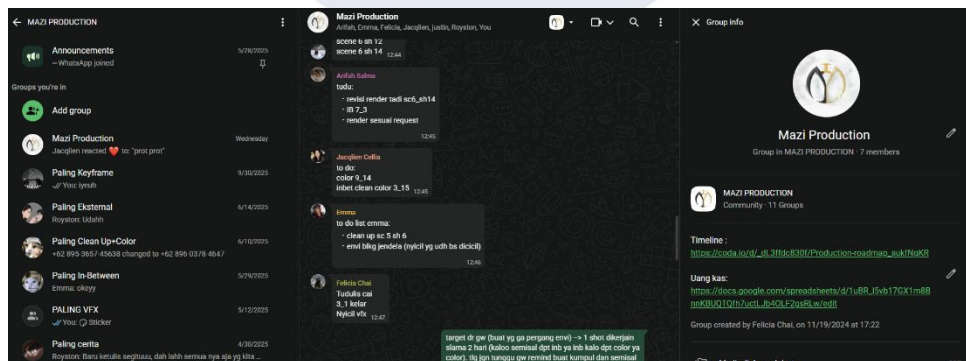 MAZI PRODUCTION
Announcements
5/28/2025
~ WhatsApp joined
Groups you're in
Add group
Mazi Production
Wednesday
Jacqlien reacted ❤️ to: "prot prot"
Paling Keyframe
9/30/2025
You: iyeuh
Paling Eksternal
6/14/2025
Royston: Udahh
Paling Clean Up+Color
6/10/2025
+62 895 3657 45638 changed to +62 896 0378 4647
Paling In-Between
5/29/2025
Emma: okeyy
PALING VFX
5/12/2025
You: Sticker
Paling cerita
4/30/2025
Royston: Baru ketulis segituuu, dah lahh semua nya aja yg kita ...
Mazi Production
Arifah, Emma, Felicia, Jacqlien, justin, Royston, You
scene 6 sh 12
scene 6 sh 14
12:44
Arifah Salma
tudu:
- revisi render tadi sc6_sh14
- IB 7_3
- render sesuai request
12:45
Jacqlien Cellia
to do:
color 9_14
inbet clean color 3_15
12:45
Emma
to do list emma:
- clean up sc 5 sh 6
- envi blkg jendela (nyicil yg udh bs dicicil)
12:46
Felicia Chai
Tudulis cai
3_1 kelar
Nyicil vfx
12:47
target dr gw (buat yg ga pergang envi) --> 1 shot dikerjain
slama 2 hari (kaloo semisal dpt inb ya inb kalo dpt color ya
color). tlg jgn tunggu gw remind buat kumpul dan semisal
Group info
Mazi Production
Group in MAZI PRODUCTION · 7 members
MAZI PRODUCTION
Community · 11 Groups
Timeline :
https://coda.io/d/_dL3ffdc830f/Production-roadmap_sukfNqKR
Uang kas:
https://docs.google.com/spreadsheets/d/1uBR_I5vb17GX1m8B
nnKBUQTQfh7uctLJb4OLF2qsRLw/edit
Group created by Felicia Chai, on 11/19/2024 at 17:22